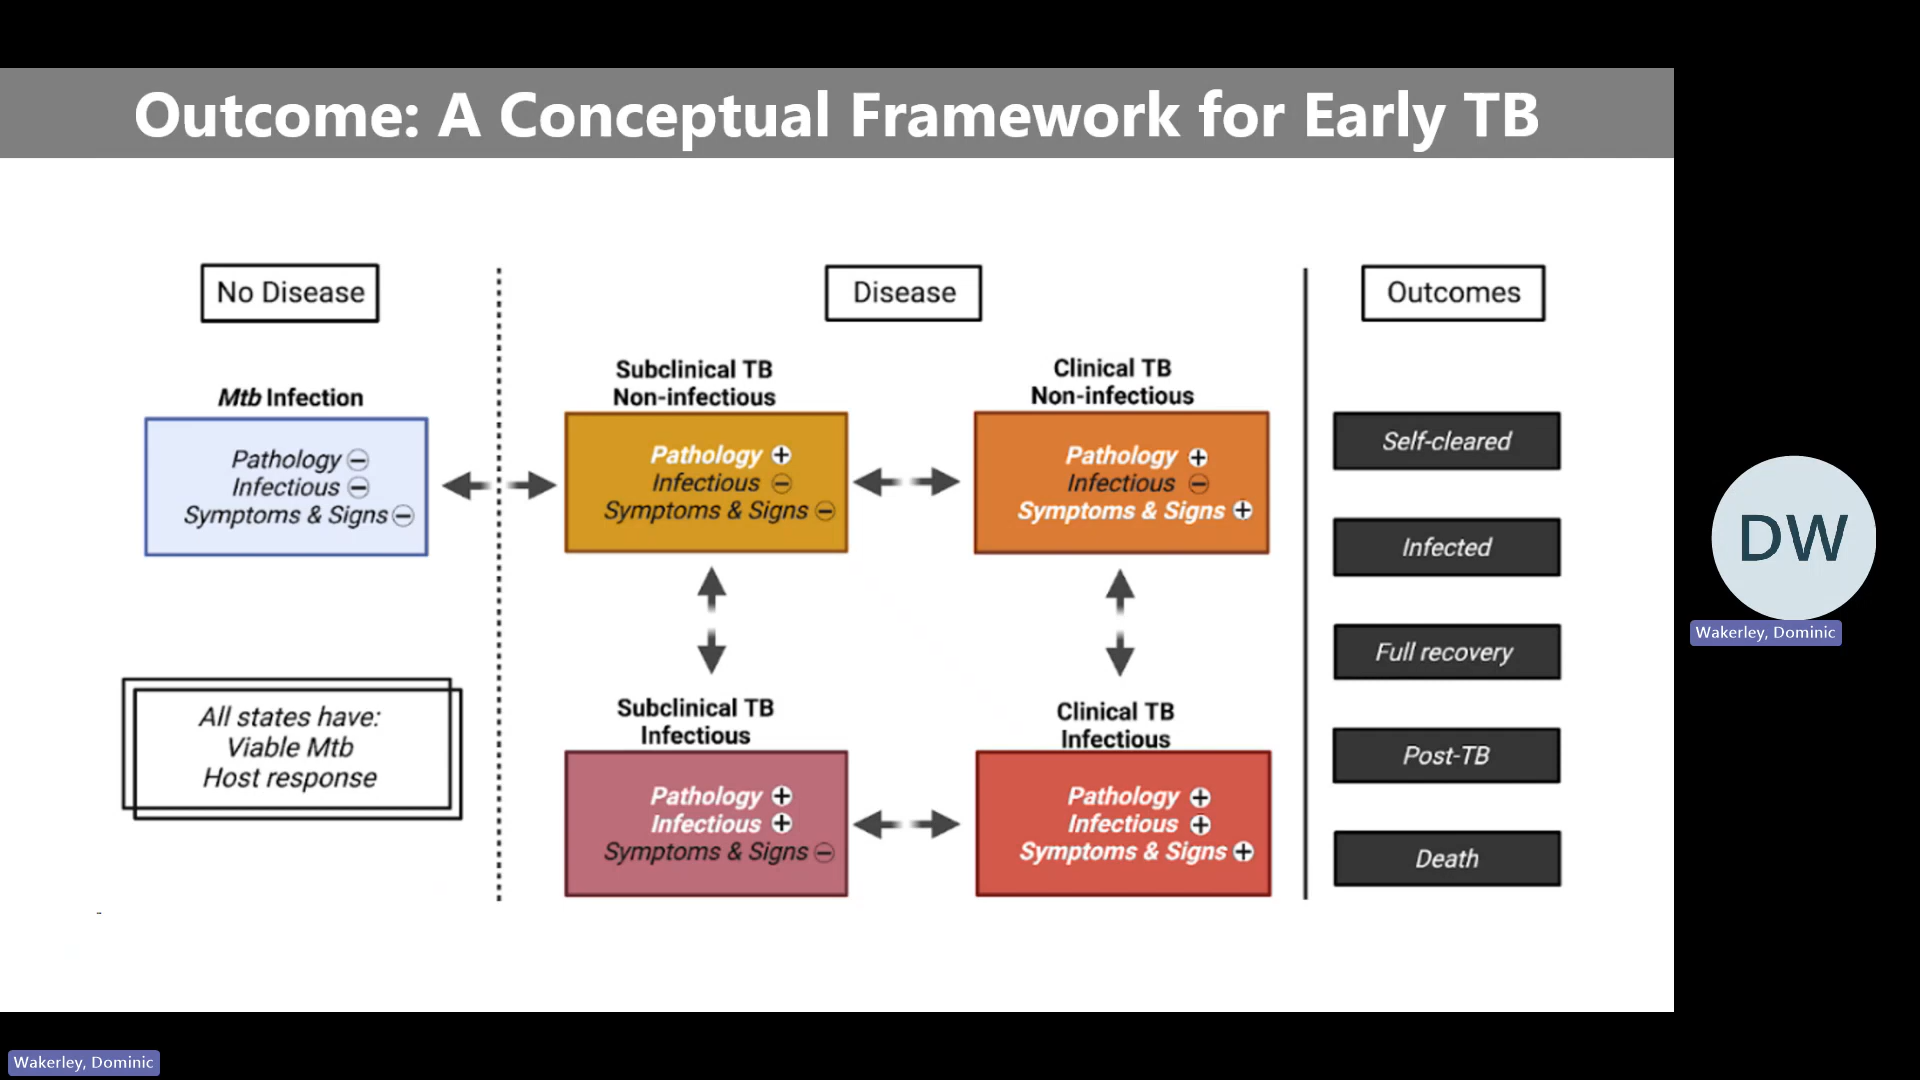 Outcome: A Conceptual Framework for Early TB
No Disease
Disease
Outcomes
Mtb Infection
Pathology ⊖
Infectious ⊖
Symptoms & Signs ⊖
Subclinical TB
Non-infectious
Pathology ⊕
Infectious ⊖
Symptoms & Signs ⊖
Clinical TB
Non-infectious
Pathology ⊕
Infectious ⊖
Symptoms & Signs ⊕
All states have:
Viable Mtb
Host response
Subclinical TB
Infectious
Pathology ⊕
Infectious ⊕
Symptoms & Signs ⊖
Clinical TB
Infectious
Pathology ⊕
Infectious ⊕
Symptoms & Signs ⊕
Self-cleared
Infected
Full recovery
Post-TB
Death
DW
Wakerley, Dominic
Wakerley, Dominic